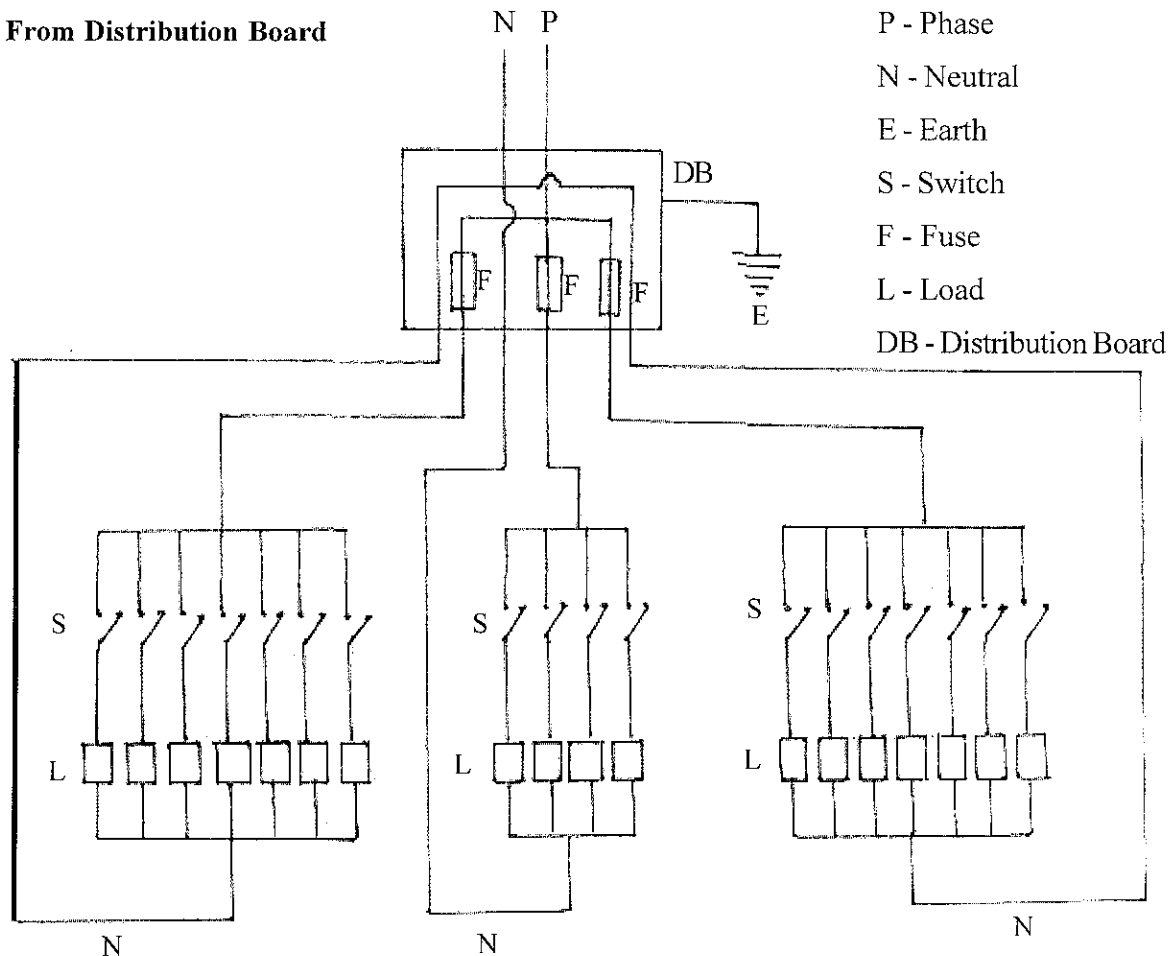 From Distribution Board
N P
P - Phase
N - Neutral
E - Earth
S - Switch
F - Fuse
L - Load
DB - Distribution Board
DB
F
F
F
E
S
S
S
L
L
L
N
N
N